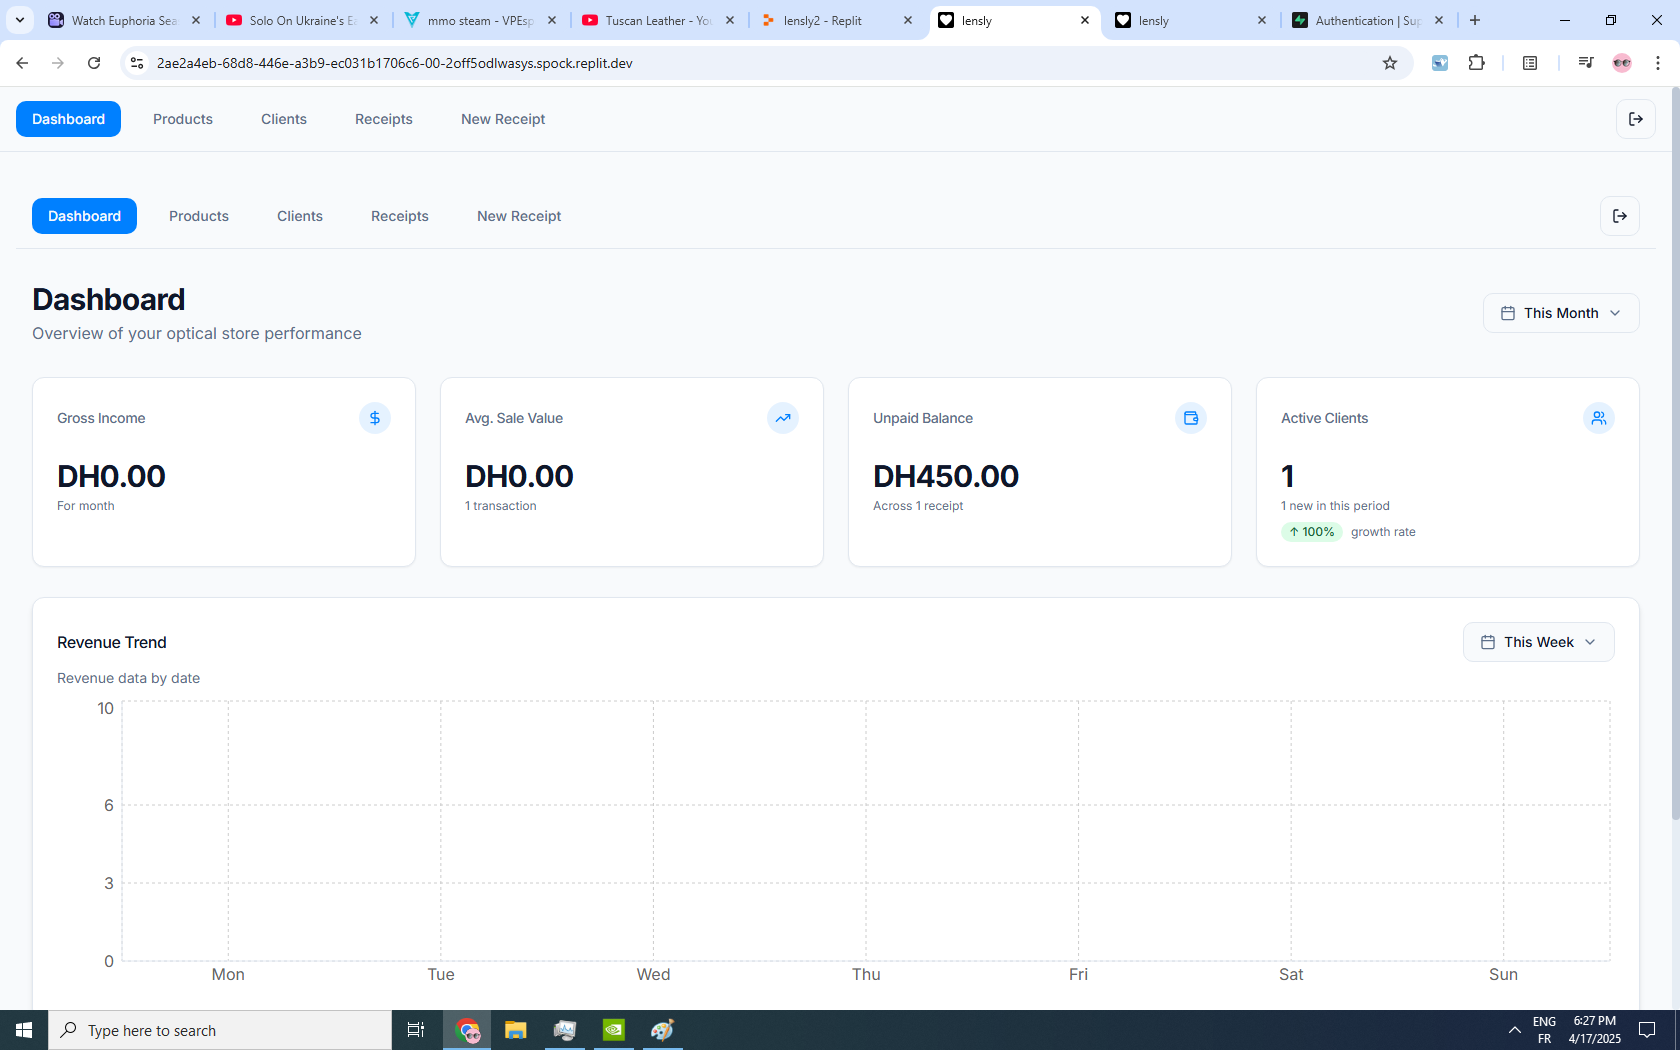 Watch Euphoria Sea
Solo On Ukraine's Ea
mmo steam - VPEsp
Tuscan Leather - You
lensly2 - Replit
lensly
lensly
Authentication | Sup
2ae2a4eb-68d8-446e-a3b9-ec031b1706c6-00-2off5odlwasys.spock.replit.dev
Dashboard Products Clients Receipts New Receipt
Dashboard Products Clients Receipts New Receipt
Dashboard
Overview of your optical store performance
This Month
Gross Income
DH0.00
For month
Avg. Sale Value
DH0.00
1 transaction
Unpaid Balance
DH450.00
Across 1 receipt
Active Clients
1
1 new in this period
↑ 100% growth rate
Revenue Trend
This Week
Revenue data by date
10
6
3
0
Mon Tue Wed Thu Fri Sat Sun
Type here to search
ENG
FR
6:27 PM
4/17/2025